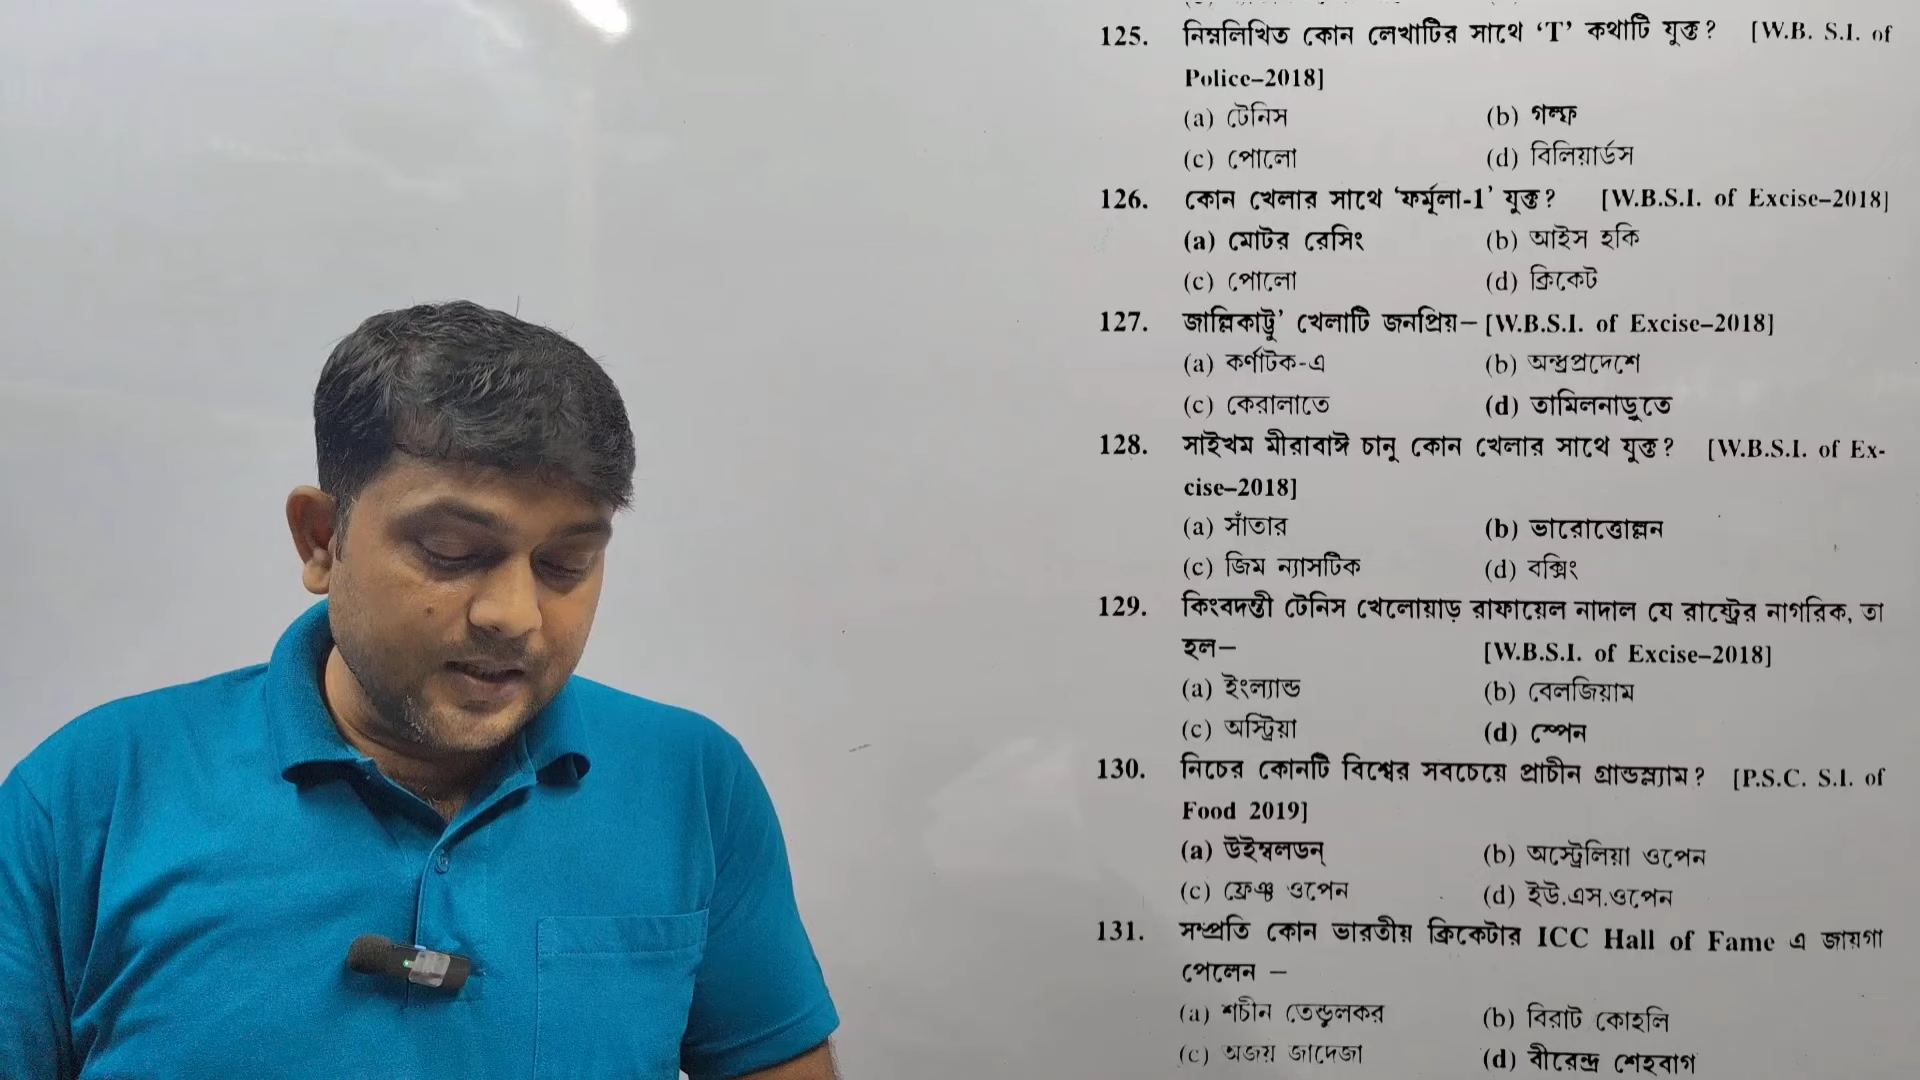 125. নিম্নলিখিত কোন লেখাটির সাথে ‘T’ কথাটি যুক্ত? [W.B. S.I. of
Police–2018]
(a) টেনিস (b) গল্ফ
(c) পোলো (d) বিলিয়ার্ডস
126. কোন খেলার সাথে ‘ফর্মূলা-1’ যুক্ত? [W.B.S.I. of Excise–2018]
(a) মোটর রেসিং (b) আইস হকি
(c) পোলো (d) ক্রিকেট
127. জাল্লিকাট্টু’ খেলাটি জনপ্রিয়– [W.B.S.I. of Excise–2018]
(a) কর্ণাটক-এ (b) অন্ধ্রপ্রদেশে
(c) কেরালাতে (d) তামিলনাড়ুতে
128. সাইখম মীরাবাঈ চানু কোন খেলার সাথে যুক্ত? [W.B.S.I. of Ex-
cise–2018]
(a) সাঁতার (b) ভারোত্তোল্লন
(c) জিম ন্যাসটিক (d) বক্সিং
129. কিংবদন্তী টেনিস খেলোয়াড় রাফায়েল নাদাল যে রাষ্ট্রের নাগরিক, তা
হল– [W.B.S.I. of Excise–2018]
(a) ইংল্যান্ড (b) বেলজিয়াম
(c) অস্ট্রিয়া (d) স্পেন
130. নিচের কোনটি বিশ্বের সবচেয়ে প্রাচীন গ্রান্ডস্ল্যাম? [P.S.C. S.I. of
Food 2019]
(a) উইম্বলডন্ (b) অস্ট্রেলিয়া ওপেন
(c) ফ্রেঞ্চ ওপেন (d) ইউ.এস.ওপেন
131. সম্প্রতি কোন ভারতীয় ক্রিকেটার ICC Hall of Fame এ জায়গা
পেলেন –
(a) শচীন তেন্ডুলকর (b) বিরাট কোহলি
(c) অজয় জাদেজা (d) বীরেন্দ্র শেহবাগ